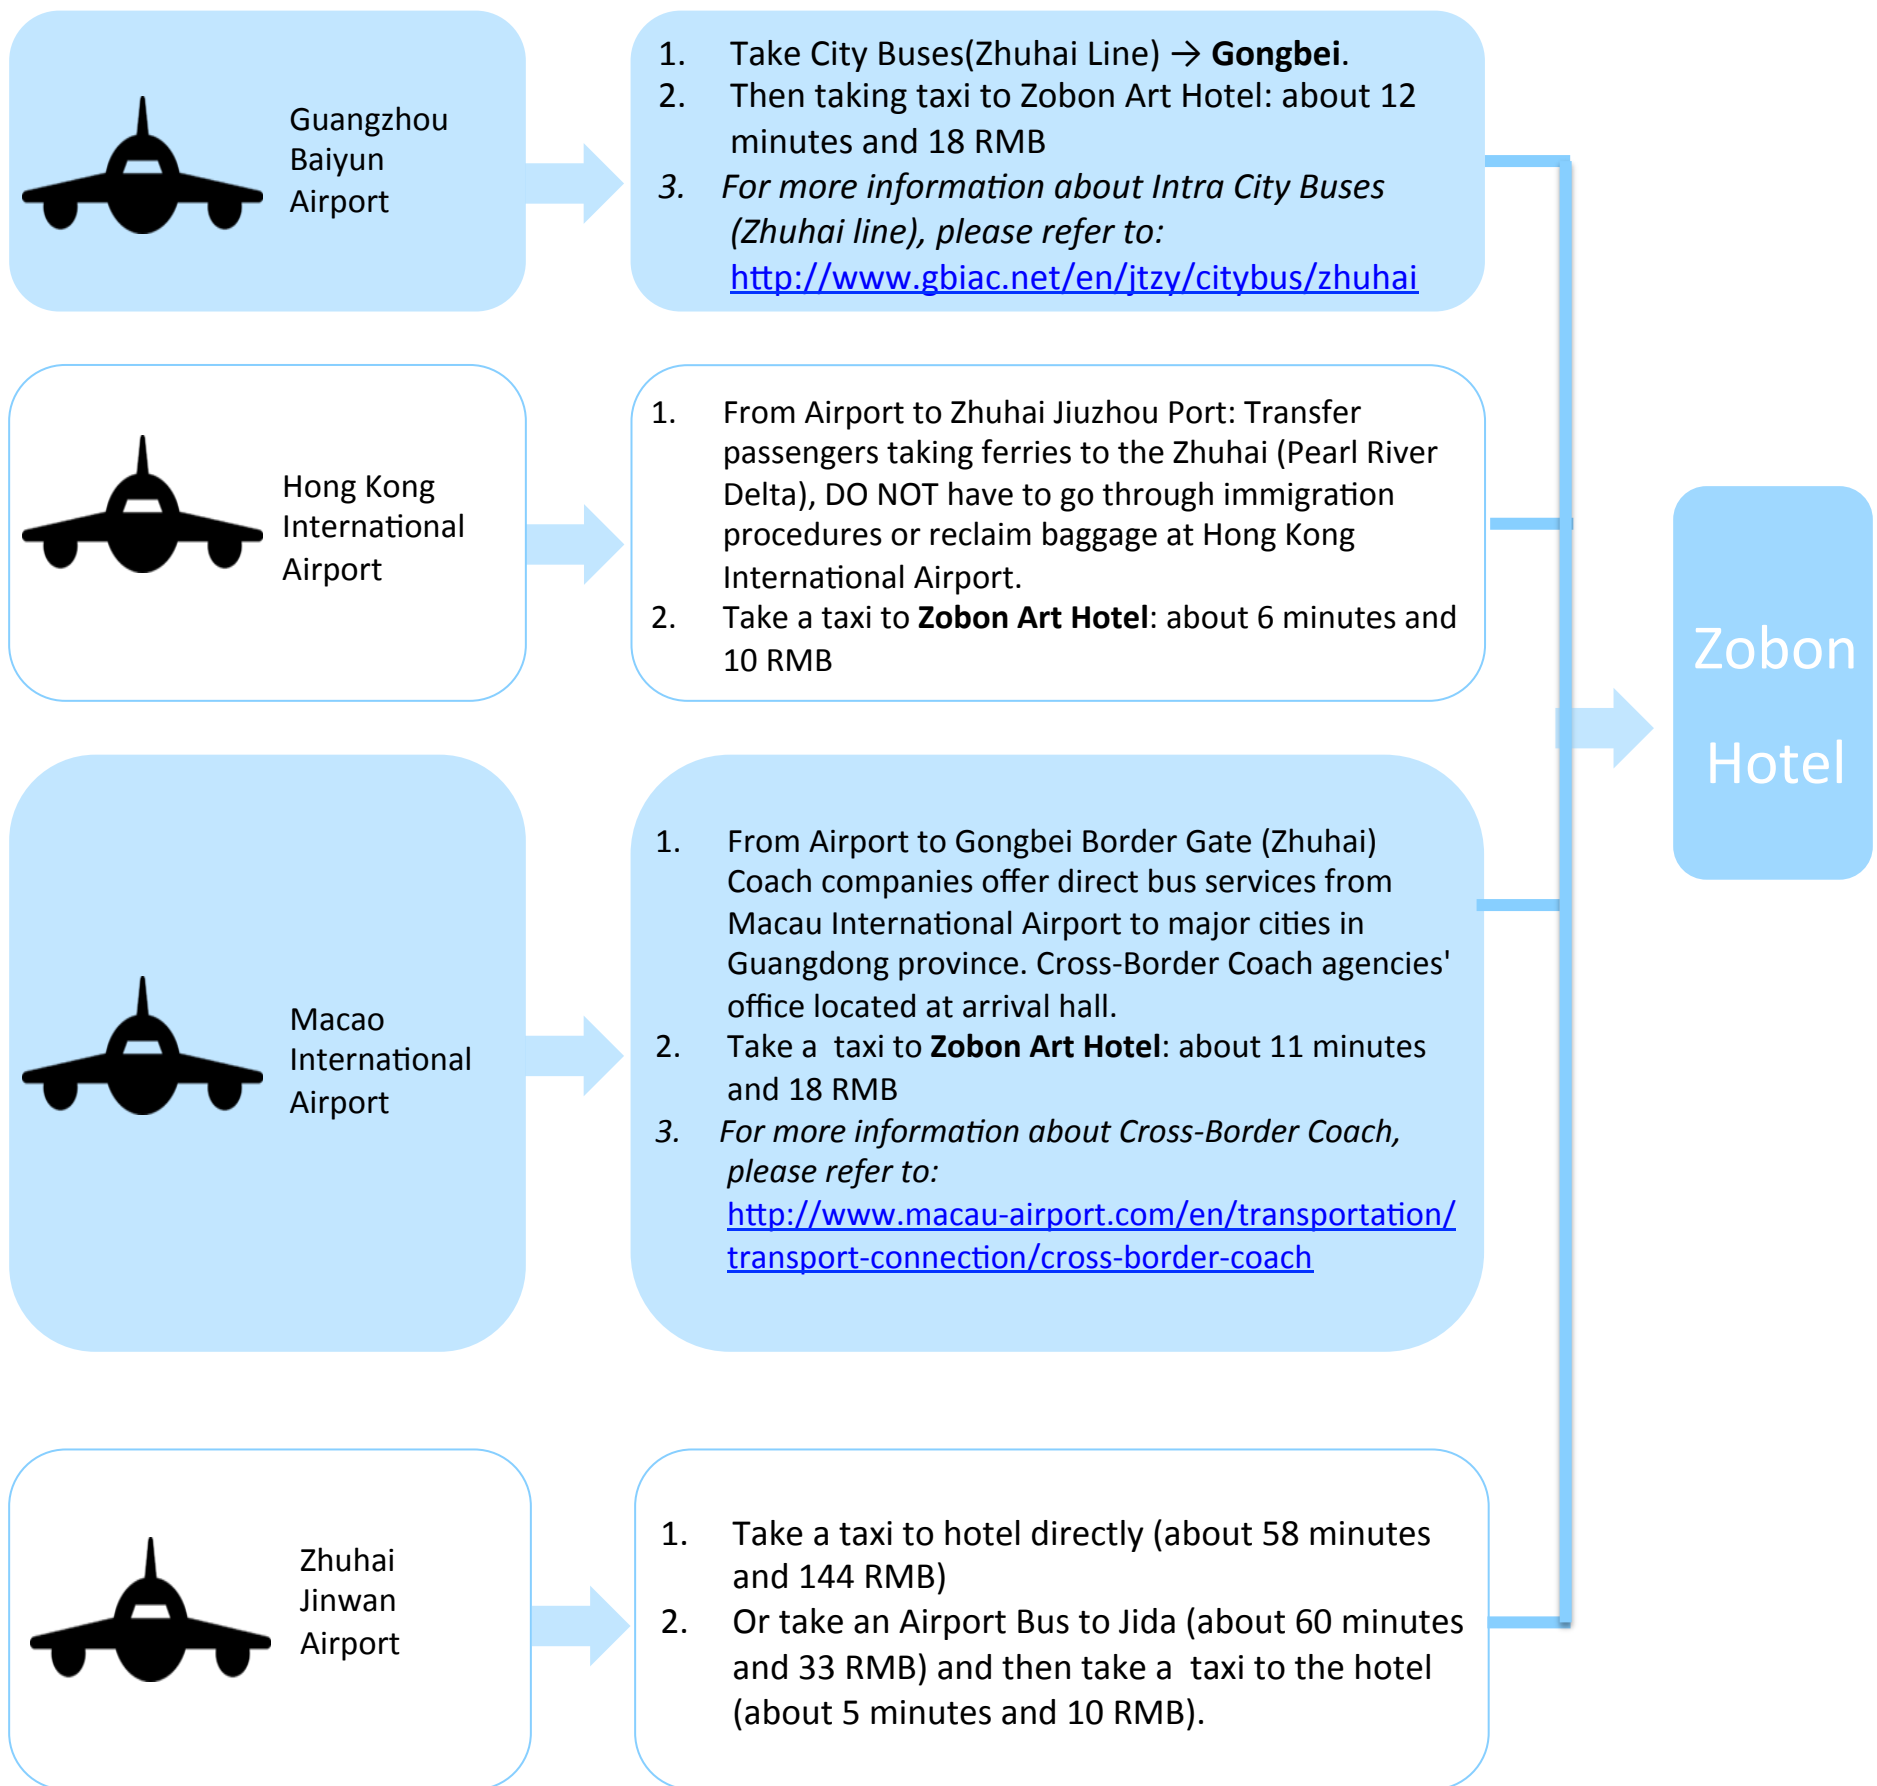 Guangzhou
Baiyun
Airport
1. Take City Buses(Zhuhai Line) → Gongbei.
2. Then taking taxi to Zobon Art Hotel: about 12
minutes and 18 RMB
3. For more information about Intra City Buses
(Zhuhai line), please refer to:
http://www.gbiac.net/en/jtzy/citybus/zhuhai
Hong Kong
International
Airport
1. From Airport to Zhuhai Jiuzhou Port: Transfer
passengers taking ferries to the Zhuhai (Pearl River
Delta), DO NOT have to go through immigration
procedures or reclaim baggage at Hong Kong
International Airport.
2. Take a taxi to Zobon Art Hotel: about 6 minutes and
10 RMB
Macao
International
Airport
1. From Airport to Gongbei Border Gate (Zhuhai)
Coach companies offer direct bus services from
Macau International Airport to major cities in
Guangdong province. Cross-Border Coach agencies'
office located at arrival hall.
2. Take a  taxi to Zobon Art Hotel: about 11 minutes
and 18 RMB
3. For more information about Cross-Border Coach,
please refer to:
http://www.macau-airport.com/en/transportation/
transport-connection/cross-border-coach
Zhuhai
Jinwan
Airport
1. Take a taxi to hotel directly (about 58 minutes
and 144 RMB)
2. Or take an Airport Bus to Jida (about 60 minutes
and 33 RMB) and then take a  taxi to the hotel
(about 5 minutes and 10 RMB).
Zobon
Hotel